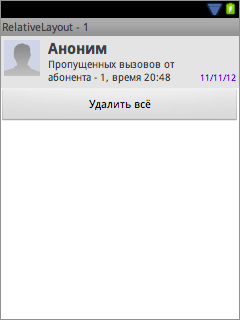 RelativeLayout - 1
Аноним
Пропущенных вызовов от
абонента - 1, время 20:48
11/11/12
Удалить всё